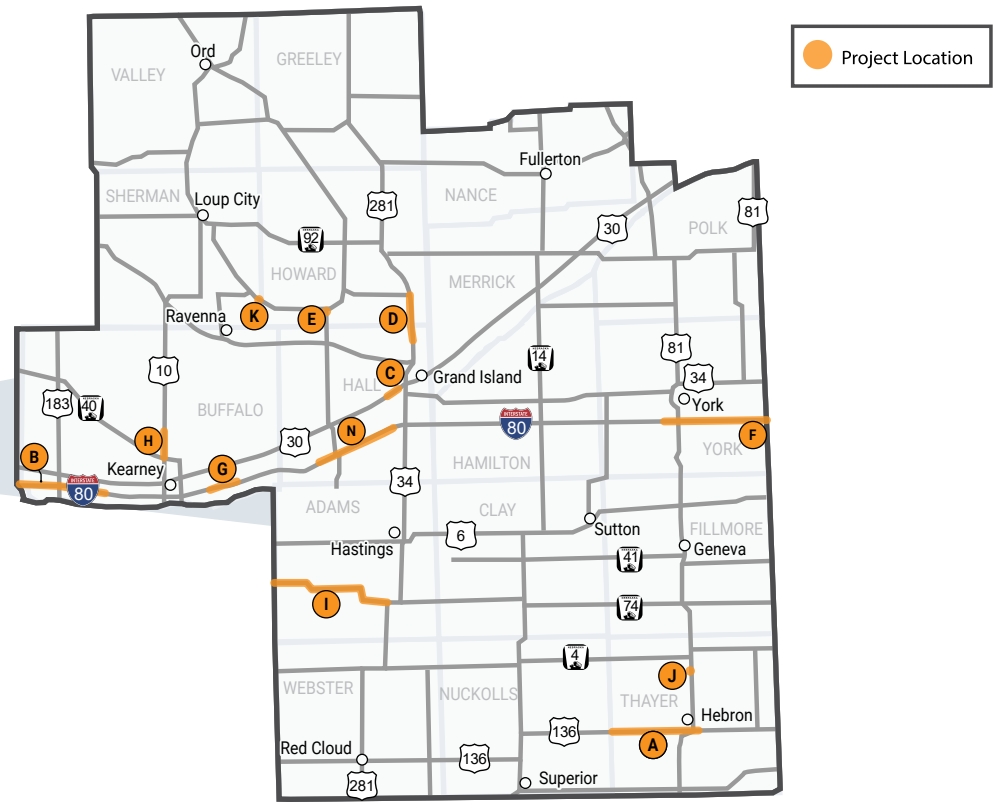 Ord
GREELEY
VALLEY
Project Location
Fullerton
SHERMAN
Loup City
NANCE
281
81
30
POLK
92
HOWARD
MERRICK
K
E
D
Ravenna
14
81
10
C
Grand Island
34
HALL
183
40
BUFFALO
York
INTERSTATE
80
N
30
H
F
B
G
YORK
Kearney
HAMILTON
INTERSTATE
80
34
ADAMS
CLAY
Sutton
FILLMORE
6
Hastings
Geneva
41
I
74
4
J
WEBSTER
NUCKOLLS
THAYER
Hebron
136
A
Red Cloud
136
281
Superior